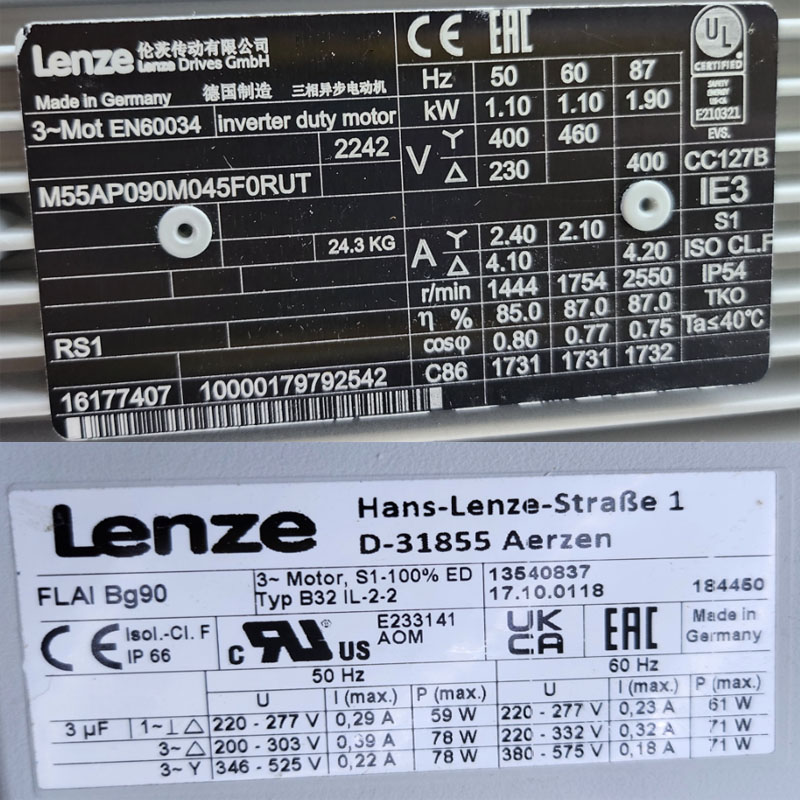 Lenze 伦茨传动有限公司
Lenze Drives GmbH
Made in Germany 德国制造 三相异步电动机
3~Mot EN60034 inverter duty motor
2242
M55AP090M045F0RUT
24.3 KG
RS1
16177407 10000179792542
CE EAC
Hz 50 60 87
kW 1.10 1.10 1.90
V Y 400 460
△ 230 400
A Y 2.40 2.10
△ 4.10 4.20
r/min 1444 1754 2550
η % 85.0 87.0 87.0
cosφ 0.80 0.77 0.75
C86 1731 1731 1732
UL
CERTIFIED
SAFETY
ENERGY
US-CA
E210321
EVS.
CC127B
IE3
S1
ISO CL.F
IP54
TKO
Ta≤40°C
Lenze Hans-Lenze-Straße 1
D-31855 Aerzen
FLAI Bg90 3~ Motor, S1-100% ED 13540837
Typ B32 IL-2-2 17.10.0118 184450
CE Isol.-Cl. F
IP 66
c RU ® US E233141
AOM
UK
CA
EAC
Made in
Germany
50 Hz 60 Hz
U I (max.) P (max.) U I (max.) P (max.)
3 µF 1~⊥ △ 220 - 277 V 0,29 A 59 W 220 - 277 V 0,23 A 61 W
3~ △ 200 - 303 V 0,39 A 78 W 220 - 332 V 0,32 A 71 W
3~ Y 346 - 525 V 0,22 A 78 W 380 - 575 V 0,18 A 71 W